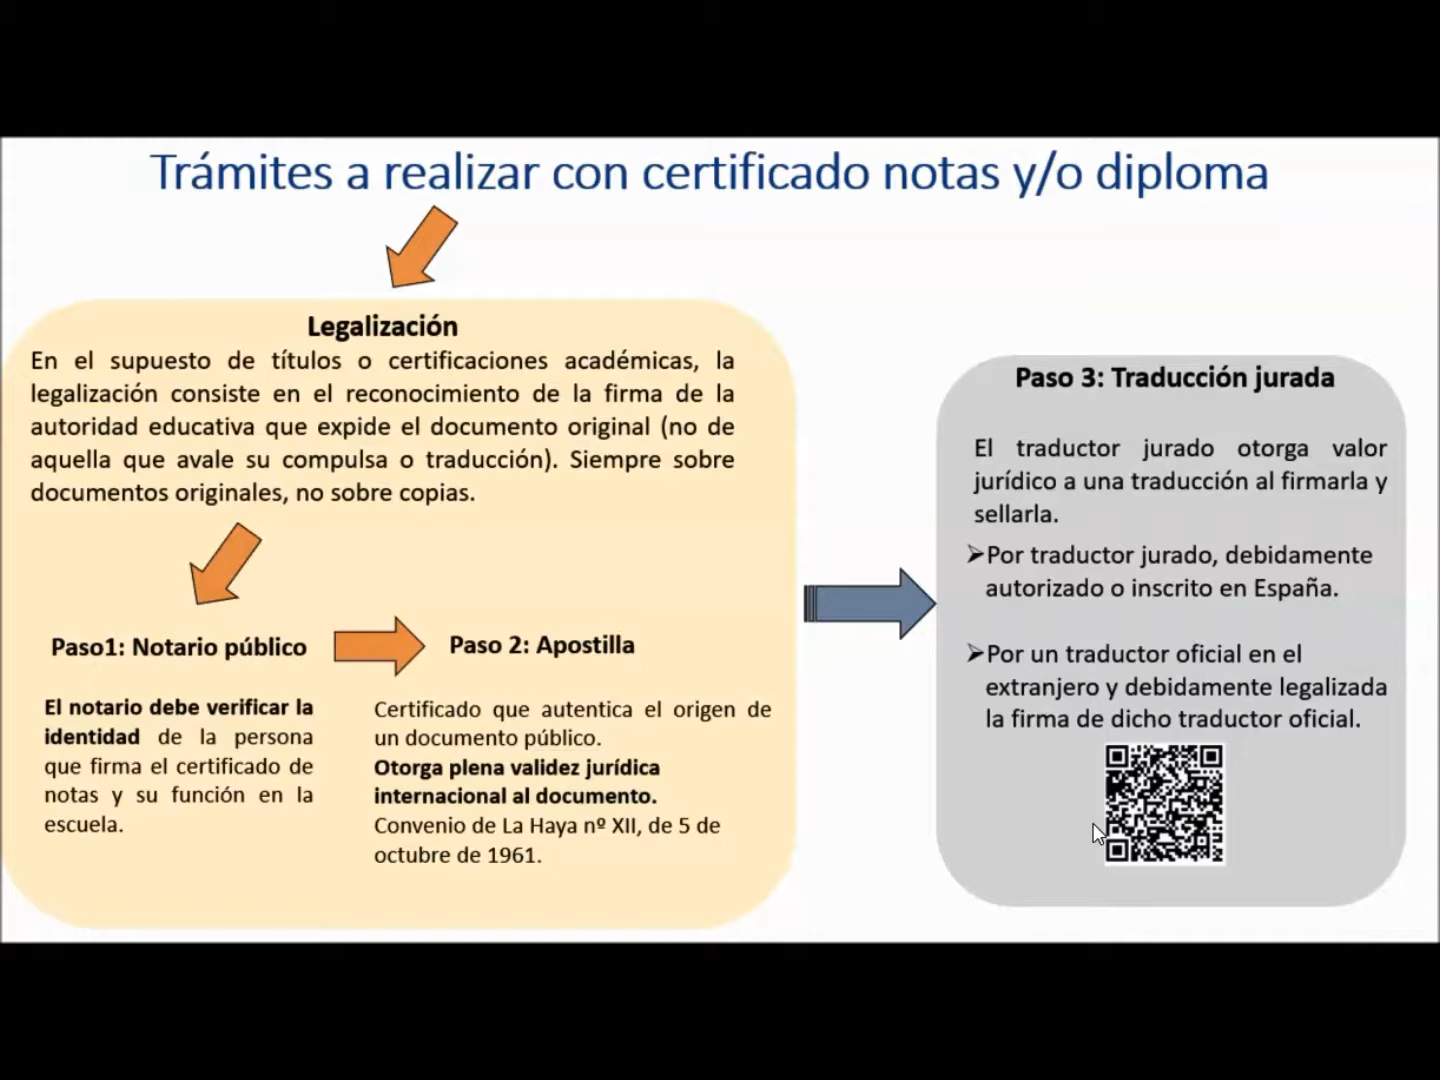 Trámites a realizar con certificado notas y/o diploma
Legalización
En el supuesto de títulos o certificaciones académicas, la
legalización consiste en el reconocimiento de la firma de la
autoridad educativa que expide el documento original (no de
aquella que avale su compulsa o traducción). Siempre sobre
documentos originales, no sobre copias.
Paso1: Notario público
El notario debe verificar la
identidad de la persona
que firma el certificado de
notas y su función en la
escuela.
Paso 2: Apostilla
Certificado que autentica el origen de
un documento público.
Otorga plena validez jurídica
internacional al documento.
Convenio de La Haya nº XII, de 5 de
octubre de 1961.
Paso 3: Traducción jurada
El traductor jurado otorga valor
jurídico a una traducción al firmarla y
sellarla.
➢Por traductor jurado, debidamente
autorizado o inscrito en España.
➢Por un traductor oficial en el
extranjero y debidamente legalizada
la firma de dicho traductor oficial.